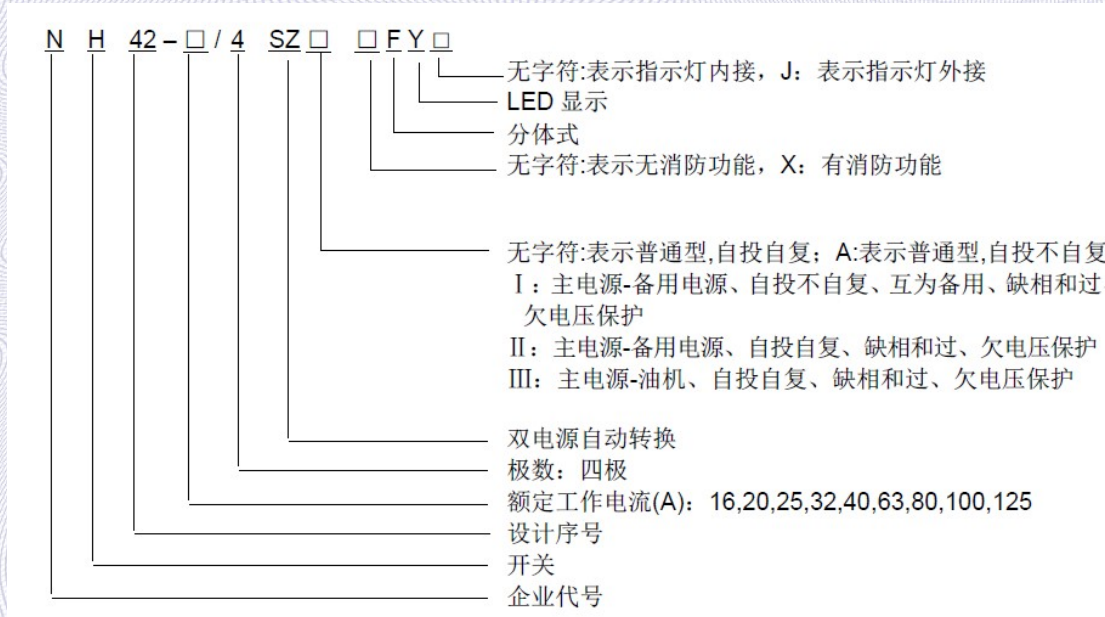 N H 42-□/4 SZ□ □FY□
无字符:表示指示灯内接，J：表示指示灯外接
LED 显示
分体式
无字符:表示无消防功能，X：有消防功能
无字符:表示普通型,自投自复；A:表示普通型,自投不自复
Ⅰ：主电源-备用电源、自投不自复、互为备用、缺相和过、
欠电压保护
Ⅱ：主电源-备用电源、自投自复、缺相和过、欠电压保护
Ⅲ：主电源-油机、自投自复、缺相和过、欠电压保护
双电源自动转换
极数：四极
额定工作电流(A)：16,20,25,32,40,63,80,100,125
设计序号
开关
企业代号